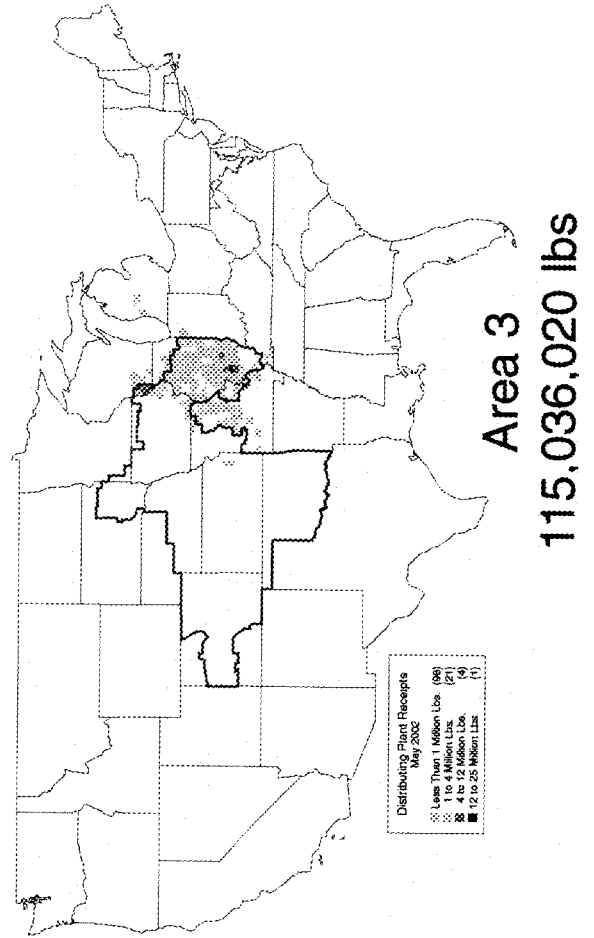 Area 3
115,036,020 lbs
Distributing Plant Receipts
May 2002
Less Than 1 Million Lbs. (98)
1 to 4 Million Lbs. (21)
4 to 12 Million Lbs. (4)
12 to 25 Million Lbs. (1)